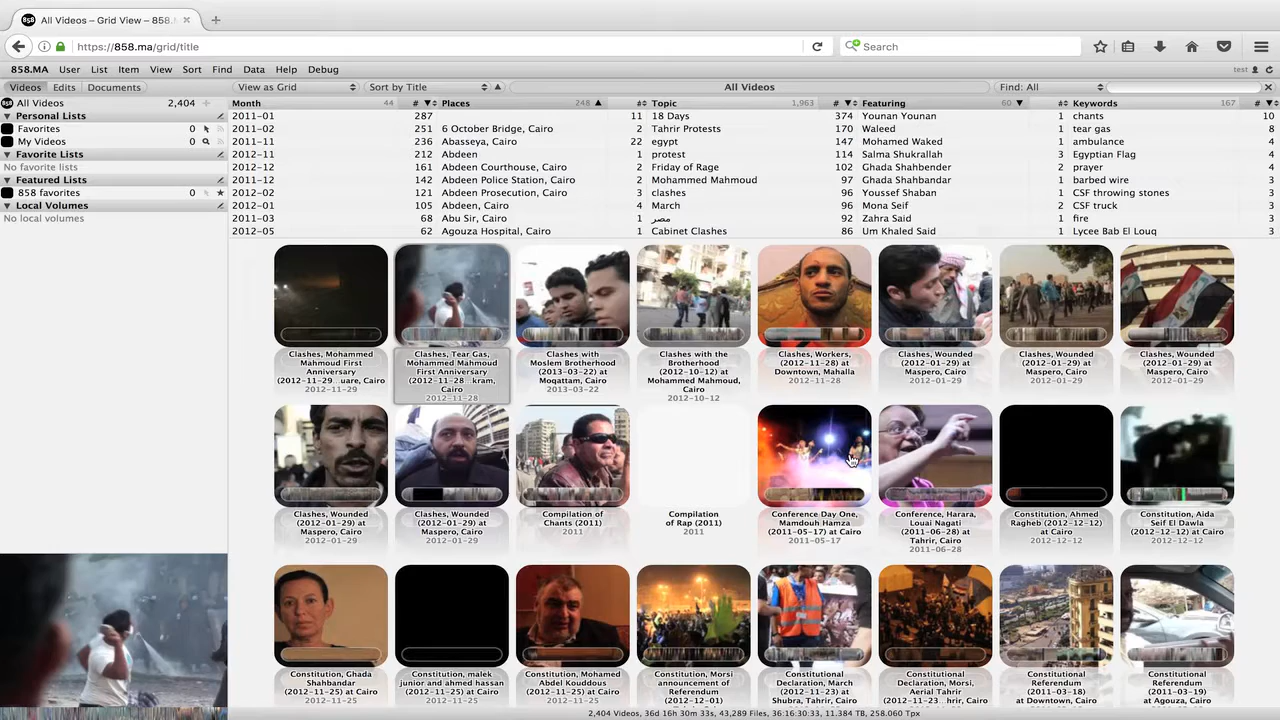 858 All Videos – Grid View – 858.
https://858.ma/grid/title
Search
858.MA User List Item View Sort Find Data Help Debug
test
Videos Edits Documents
View as Grid
Sort by Title
All Videos
Find: All
All Videos 2,404
Personal Lists
Favorites 0
My Videos 0
Favorite Lists
No favorite lists
Featured Lists
858 favorites 0
Local Volumes
No local volumes
Month 44 #
2011-01 287
2011-02 251
2011-11 236
2012-11 212
2012-12 161
2011-12 142
2012-02 121
2012-01 105
2011-03 68
2012-05 62
Places 248 #
11
6 October Bridge, Cairo 2
Abasseya, Cairo 22
Abdeen 1
Abdeen Courthouse, Cairo 2
Abdeen Police Station, Cairo 2
Abdeen Prosecution, Cairo 3
Abdeen, Cairo 4
Abu Sir, Cairo 1
Agouza Hospital, Cairo 1
Topic 1,963 #
18 Days 374
Tahrir Protests 170
egypt 147
protest 114
Friday of Rage 102
Mohammed Mahmoud 97
clashes 96
March 96
مصر 92
Cabinet Clashes 86
Featuring 60 #
Younan Younan 1
Waleed 1
Mohamed Waked 1
Salma Shukrallah 3
Ghada Shahbender 2
Ghada Shahbandar 1
Youssef Shaban 1
Mona Seif 2
Zahra Said 1
Um Khaled Said 1
Keywords 167 #
chants 10
tear gas 8
ambulance 4
Egyptian Flag 4
prayer 4
barbed wire 3
CSF throwing stones 3
CSF truck 3
fire 3
Lycee Bab El Louq 3
Clashes, Mohammed
Mahmoud First
Anniversary
(2012-11-29 ...uare, Cairo
2012-11-29
Clashes, Tear Gas,
Mohammed Mahmoud
First Anniversary
(2012-11-28 ...kram,
Cairo
2012-11-28
Clashes with
Moslem Brotherhood
(2013-03-22) at
Moqattam, Cairo
2013-03-22
Clashes with the
Brotherhood
(2012-10-12) at
Mohammed Mahmoud,
Cairo
2012-10-12
Clashes, Workers,
(2012-11-28) at
Downtown, Mahalla
2012-11-28
Clashes, Wounded
(2012-01-29) at
Maspero, Cairo
2012-01-29
Clashes, Wounded
(2012-01-29) at
Maspero, Cairo
2012-01-29
Clashes, Wounded
(2012-01-29) at
Maspero, Cairo
2012-01-29
Clashes, Wounded
(2012-01-29) at
Maspero, Cairo
2012-01-29
Clashes, Wounded
(2012-01-29) at
Maspero, Cairo
2012-01-29
Compilation of
Chants (2011)
2011
Compilation
of Rap (2011)
2011
Conference Day One,
Mamdouh Hamza
(2011-05-17) at Cairo
2011-05-17
Conference, Harara,
Louai Nagati
(2011-06-28) at
Tahrir, Cairo
2011-06-28
Constitution, Ahmed
Ragheb (2012-12-12)
at Cairo
2012-12-12
Constitution, Aida
Seif El Dawla
(2012-12-12) at Cairo
2012-12-12
Constitution, Ghada
Shahbandar
(2012-11-25) at Cairo
2012-11-25
Constitution, malek
junior and ahmed hassan
(2012-11-25) at Cairo
2012-11-25
Constitution, Mohamed
Abdel Kouddous
(2012-11-25) at Cairo
2012-11-25
Constitution, Morsi
announcement of
Referendum
(2012-12-01)
Constitutional
Declaration, March
(2012-11-23) at
Shubra, Tahrir, Cairo
Constitutional
Declaration, Morsi,
Aerial Tahrir
(2012-11-23 ...hrir, Cairo
Constitutional
Referendum
(2011-03-18) at
Mohandiseen, Cairo
Constitutional
Referendum
(2011-03-19)
at Agouza, Cairo
2,404 Videos, 36d 16h 30m 33s, 43,289 Files, 36:16:30:33, 11.384 TB, 258.060 Tpx